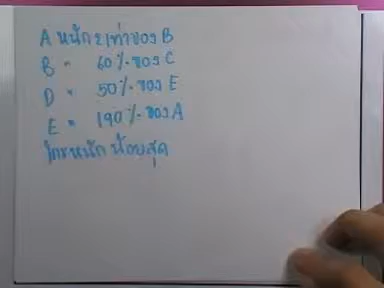 A หนัก 2 เท่าของ B
B " 60% ของ C
D " 50% ของ E
E " 190% ของ A
ใครหนักน้อยสุด